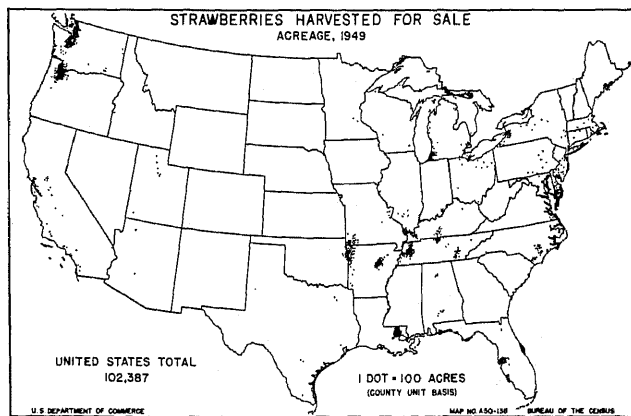 STRAWBERRIES HARVESTED FOR SALE
ACREAGE, 1949
UNITED STATES TOTAL
102,387
1 DOT = 100 ACRES
(COUNTY UNIT BASIS)
U.S DEPARTMENT OF COMMERCE
MAP NO. A50-138
BUREAU OF THE CENSUS